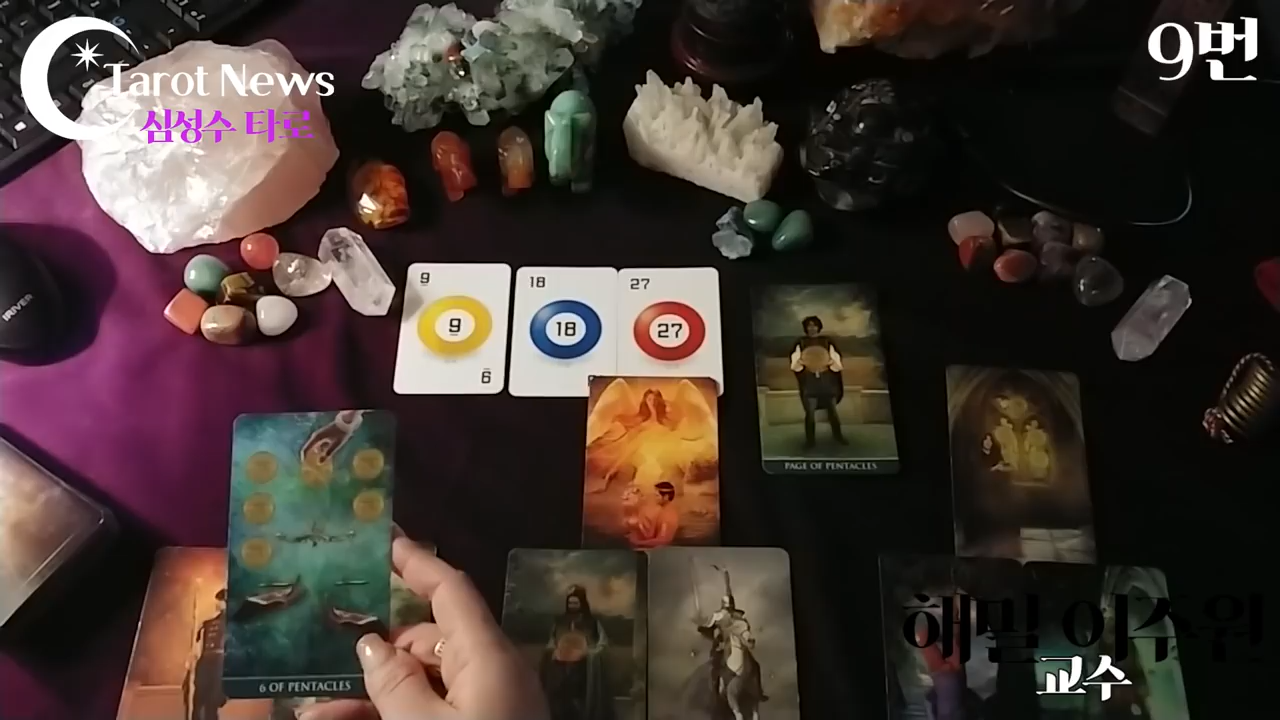 Tarot News
심성수 타로
9번
IRIVER
9
9
9
18
18
27
27
PAGE OF PENTACLES
6 OF PENTACLES
해밀 이주원
교수